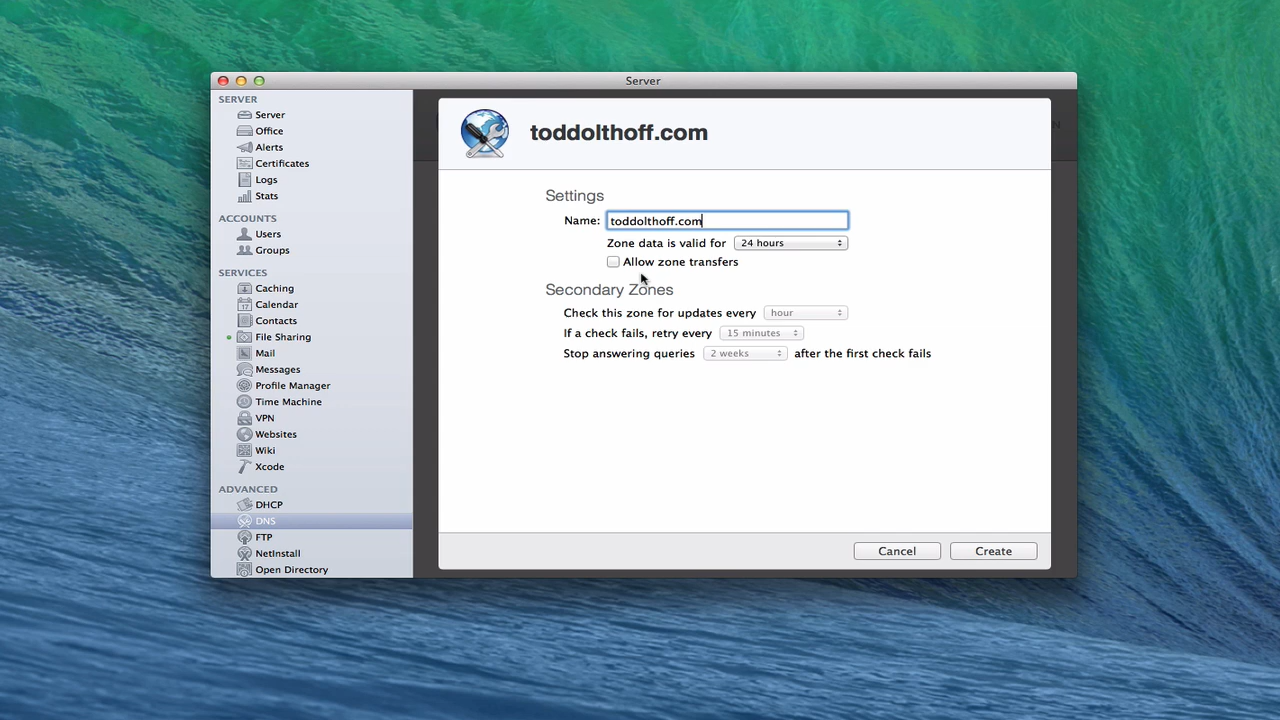 Server
SERVER
Server
Office
Alerts
Certificates
Logs
Stats
ACCOUNTS
Users
Groups
SERVICES
Caching
17
Calendar
Contacts
File Sharing
Mail
Messages
Profile Manager
Time Machine
VPN
Websites
Wiki
Xcode
ADVANCED
DHCP
DNS
FTP
NetInstall
Open Directory
toddolthoff.com
Settings
Name: toddolthoff.com
Zone data is valid for 24 hours
Allow zone transfers
Secondary Zones
Check this zone for updates every hour
If a check fails, retry every 15 minutes
Stop answering queries 2 weeks after the first check fails
Cancel Create